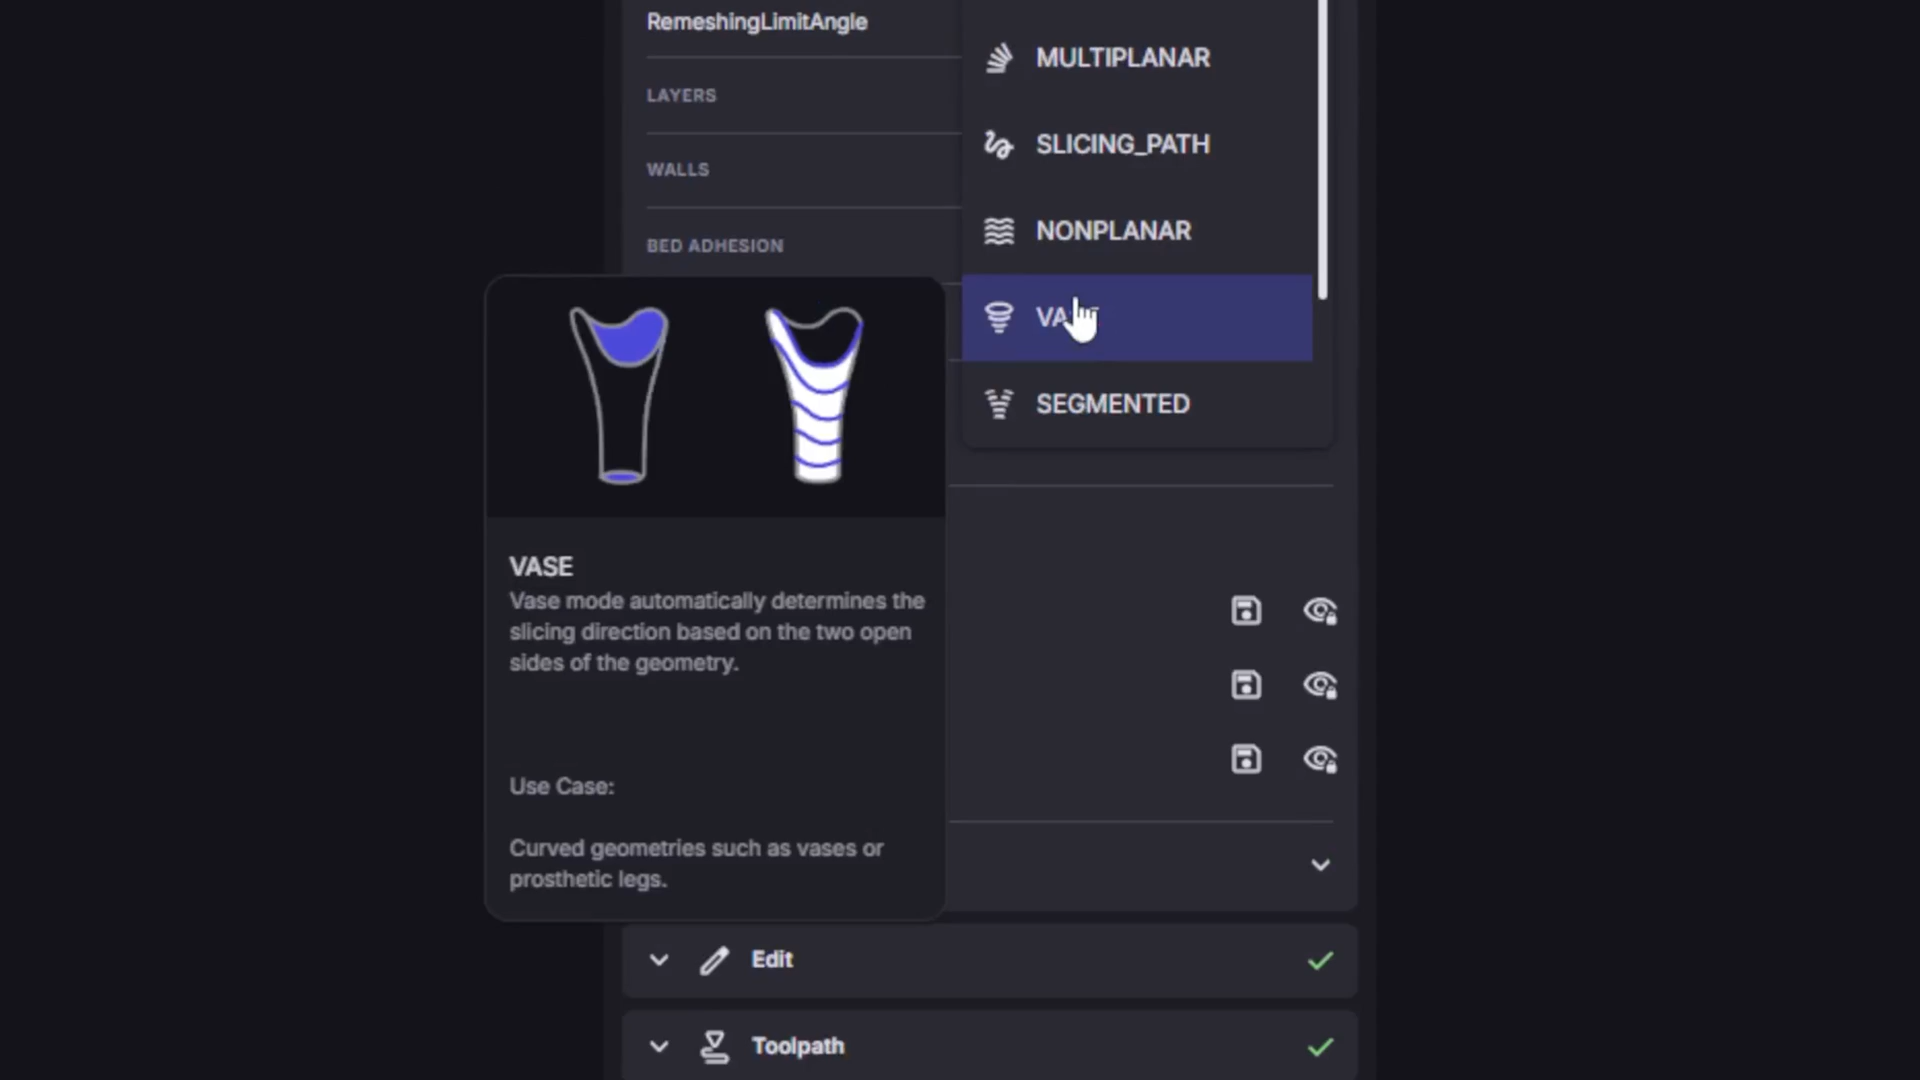 RemeshingLimitAngle
LAYERS
WALLS
BED ADHESION
MULTIPLANAR
SLICING_PATH
NONPLANAR
SEGMENTED
VASE
Vase mode automatically determines the
slicing direction based on the two open
sides of the geometry.
Use Case:
Curved geometries such as vases or
prosthetic legs.
Edit
Toolpath